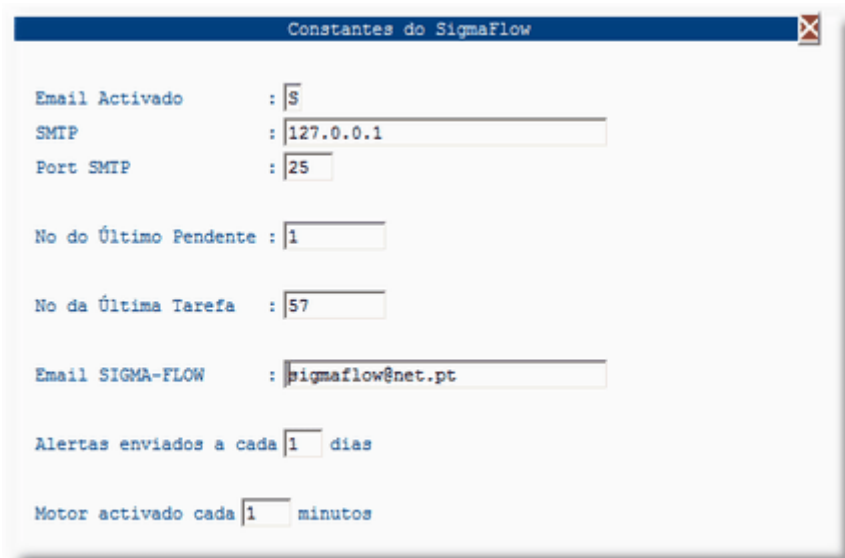 Constantes do SigmaFlow
Email Activado : S
SMTP : 127.0.0.1
Port SMTP : 25
No do Último Pendente : 1
No da Última Tarefa : 57
Email SIGMA-FLOW : sigmaflow@net.pt
Alertas enviados a cada 1 dias
Motor activado cada 1 minutos